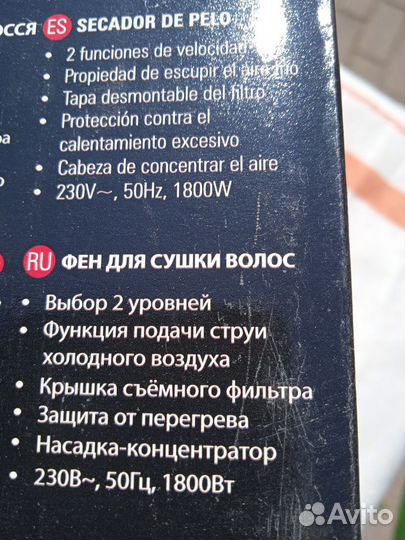 ОССЯ ES SECADOR DE PELO
• 2 funciones de velocidad
• Propiedad de escupir el aire frío
• Tapa desmontable del filtro
• Protección contra el
calentamiento excesivo
• Cabeza de concentrar el aire
• 230V~, 50Hz, 1800W
RU ФЕН ДЛЯ СУШКИ ВОЛОС
• Выбор 2 уровней
• Функция подачи струи
холодного воздуха
• Крышка съёмного фильтра
• Защита от перегрева
• Насадка-концентратор
• 230В~, 50Гц, 1800Вт
Avito